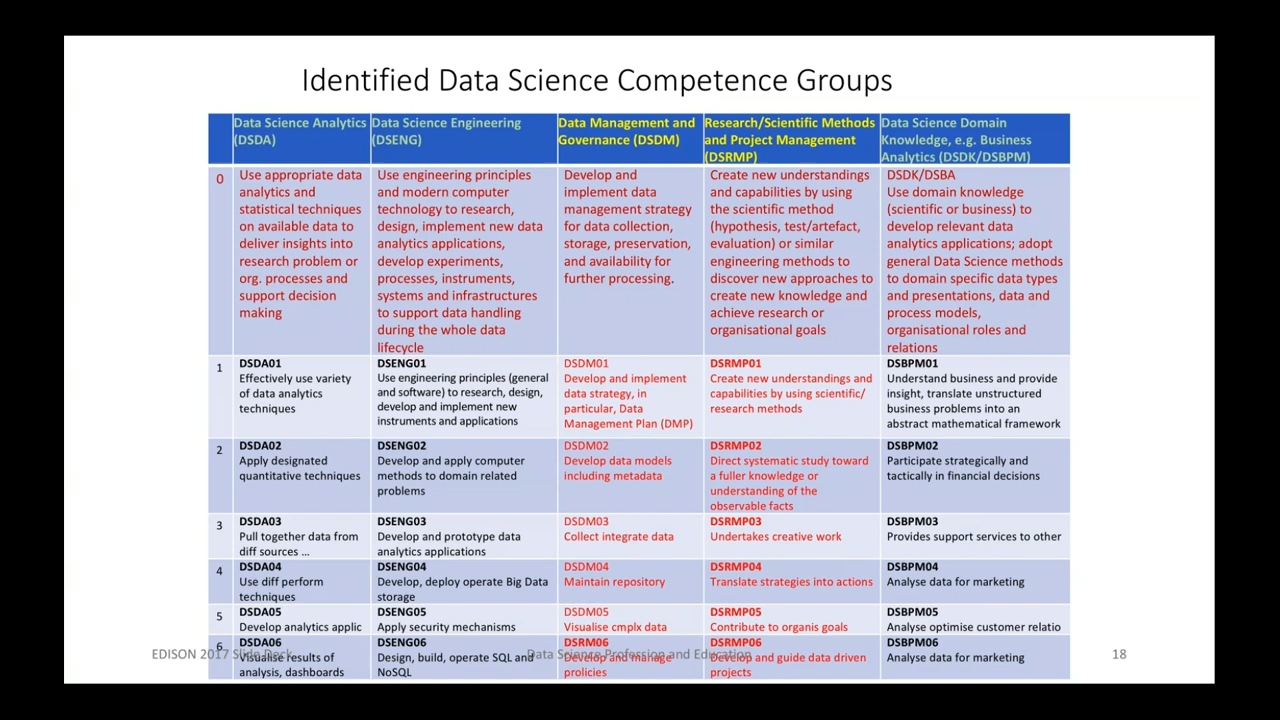 Identified Data Science Competence Groups
Data Science Analytics
(DSDA)
Data Science Engineering
(DSENG)
Data Management and
Governance (DSDM)
Research/Scientific Methods
and Project Management
(DSRMP)
Data Science Domain
Knowledge, e.g. Business
Analytics (DSDK/DSBPM)
0
Use appropriate data
analytics and
statistical techniques
on available data to
deliver insights into
research problem or
org. processes and
support decision
making
Use engineering principles
and modern computer
technology to research,
design, implement new data
analytics applications,
develop experiments,
processes, instruments,
systems and infrastructures
to support data handling
during the whole data
lifecycle
Develop and
implement data
management strategy
for data collection,
storage, preservation,
and availability for
further processing.
Create new understandings
and capabilities by using
the scientific method
(hypothesis, test/artefact,
evaluation) or similar
engineering methods to
discover new approaches to
create new knowledge and
achieve research or
organisational goals
DSDK/DSBA
Use domain knowledge
(scientific or business) to
develop relevant data
analytics applications; adopt
general Data Science methods
to domain specific data types
and presentations, data and
process models,
organisational roles and
relations
1
DSDA01
Effectively use variety
of data analytics
techniques
DSENG01
Use engineering principles (general
and software) to research, design,
develop and implement new
instruments and applications
DSDM01
Develop and implement
data strategy, in
particular, Data
Management Plan (DMP)
DSRMP01
Create new understandings and
capabilities by using scientific/
research methods
DSBPM01
Understand business and provide
insight, translate unstructured
business problems into an
abstract mathematical framework
2
DSDA02
Apply designated
quantitative techniques
DSENG02
Develop and apply computer
methods to domain related
problems
DSDM02
Develop data models
including metadata
DSRMP02
Direct systematic study toward
a fuller knowledge or
understanding of the
observable facts
DSBPM02
Participate strategically and
tactically in financial decisions
3
DSDA03
Pull together data from
diff sources ...
DSENG03
Develop and prototype data
analytics applications
DSDM03
Collect integrate data
DSRMP03
Undertakes creative work
DSBPM03
Provides support services to other
4
DSDA04
Use diff perform
techniques
DSENG04
Develop, deploy operate Big Data
storage
DSDM04
Maintain repository
DSRMP04
Translate strategies into actions
DSBPM04
Analyse data for marketing
5
DSDA05
Develop analytics applic
DSENG05
Apply security mechanisms
DSDM05
Visualise cmplx data
DSRMP05
Contribute to organis goals
DSBPM05
Analyse optimise customer relatio
6
DSDA06
Visualise results of
analysis, dashboards
DSENG06
Design, build, operate SQL and
NoSQL
DSRM06
Develop and manage
prolicies
DSRMP06
Develop and guide data driven
projects
DSBPM06
Analyse data for marketing
EDISON 2017 Slide Deck
Data Science Profession and Education
18